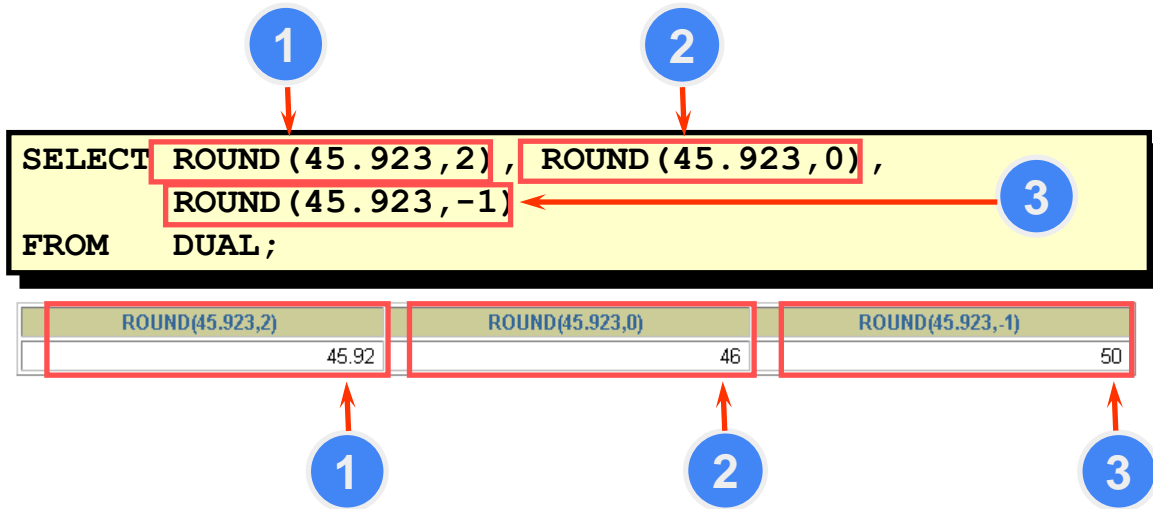 1 2
SELECT ROUND(45.923,2), ROUND(45.923,0),
ROUND(45.923,-1) 3
FROM DUAL;
ROUND(45.923,2) ROUND(45.923,0) ROUND(45.923,-1)
45.92 46 50
1 2 3